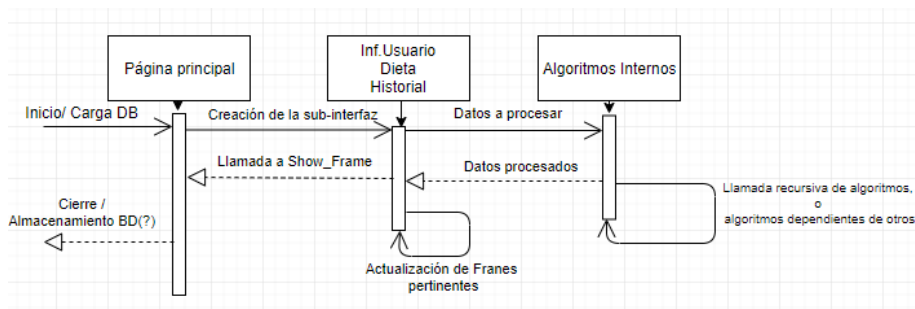 Página principal
Inf.Usuario
Dieta
Historial
Algoritmos Internos
Inicio/ Carga DB
Creación de la sub-interfaz
Datos a procesar
Llamada a Show_Frame
Datos procesados
Cierre /
Almacenamiento BD(?)
Llamada recursiva de algoritmos,
o
algoritmos dependientes de otros
Actualización de Franes
pertinentes